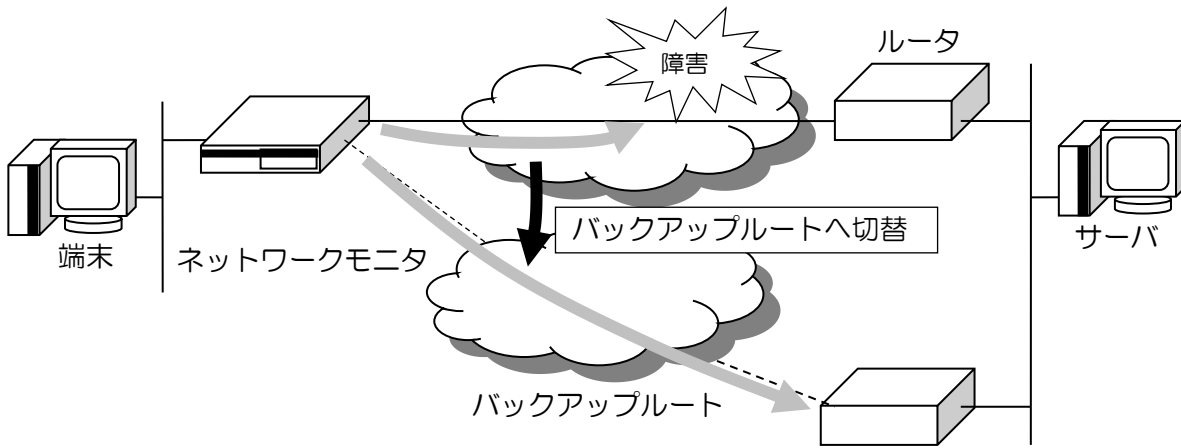 障害
ルータ
端末
ネットワークモニタ
バックアップルートへ切替
サーバ
バックアップルート